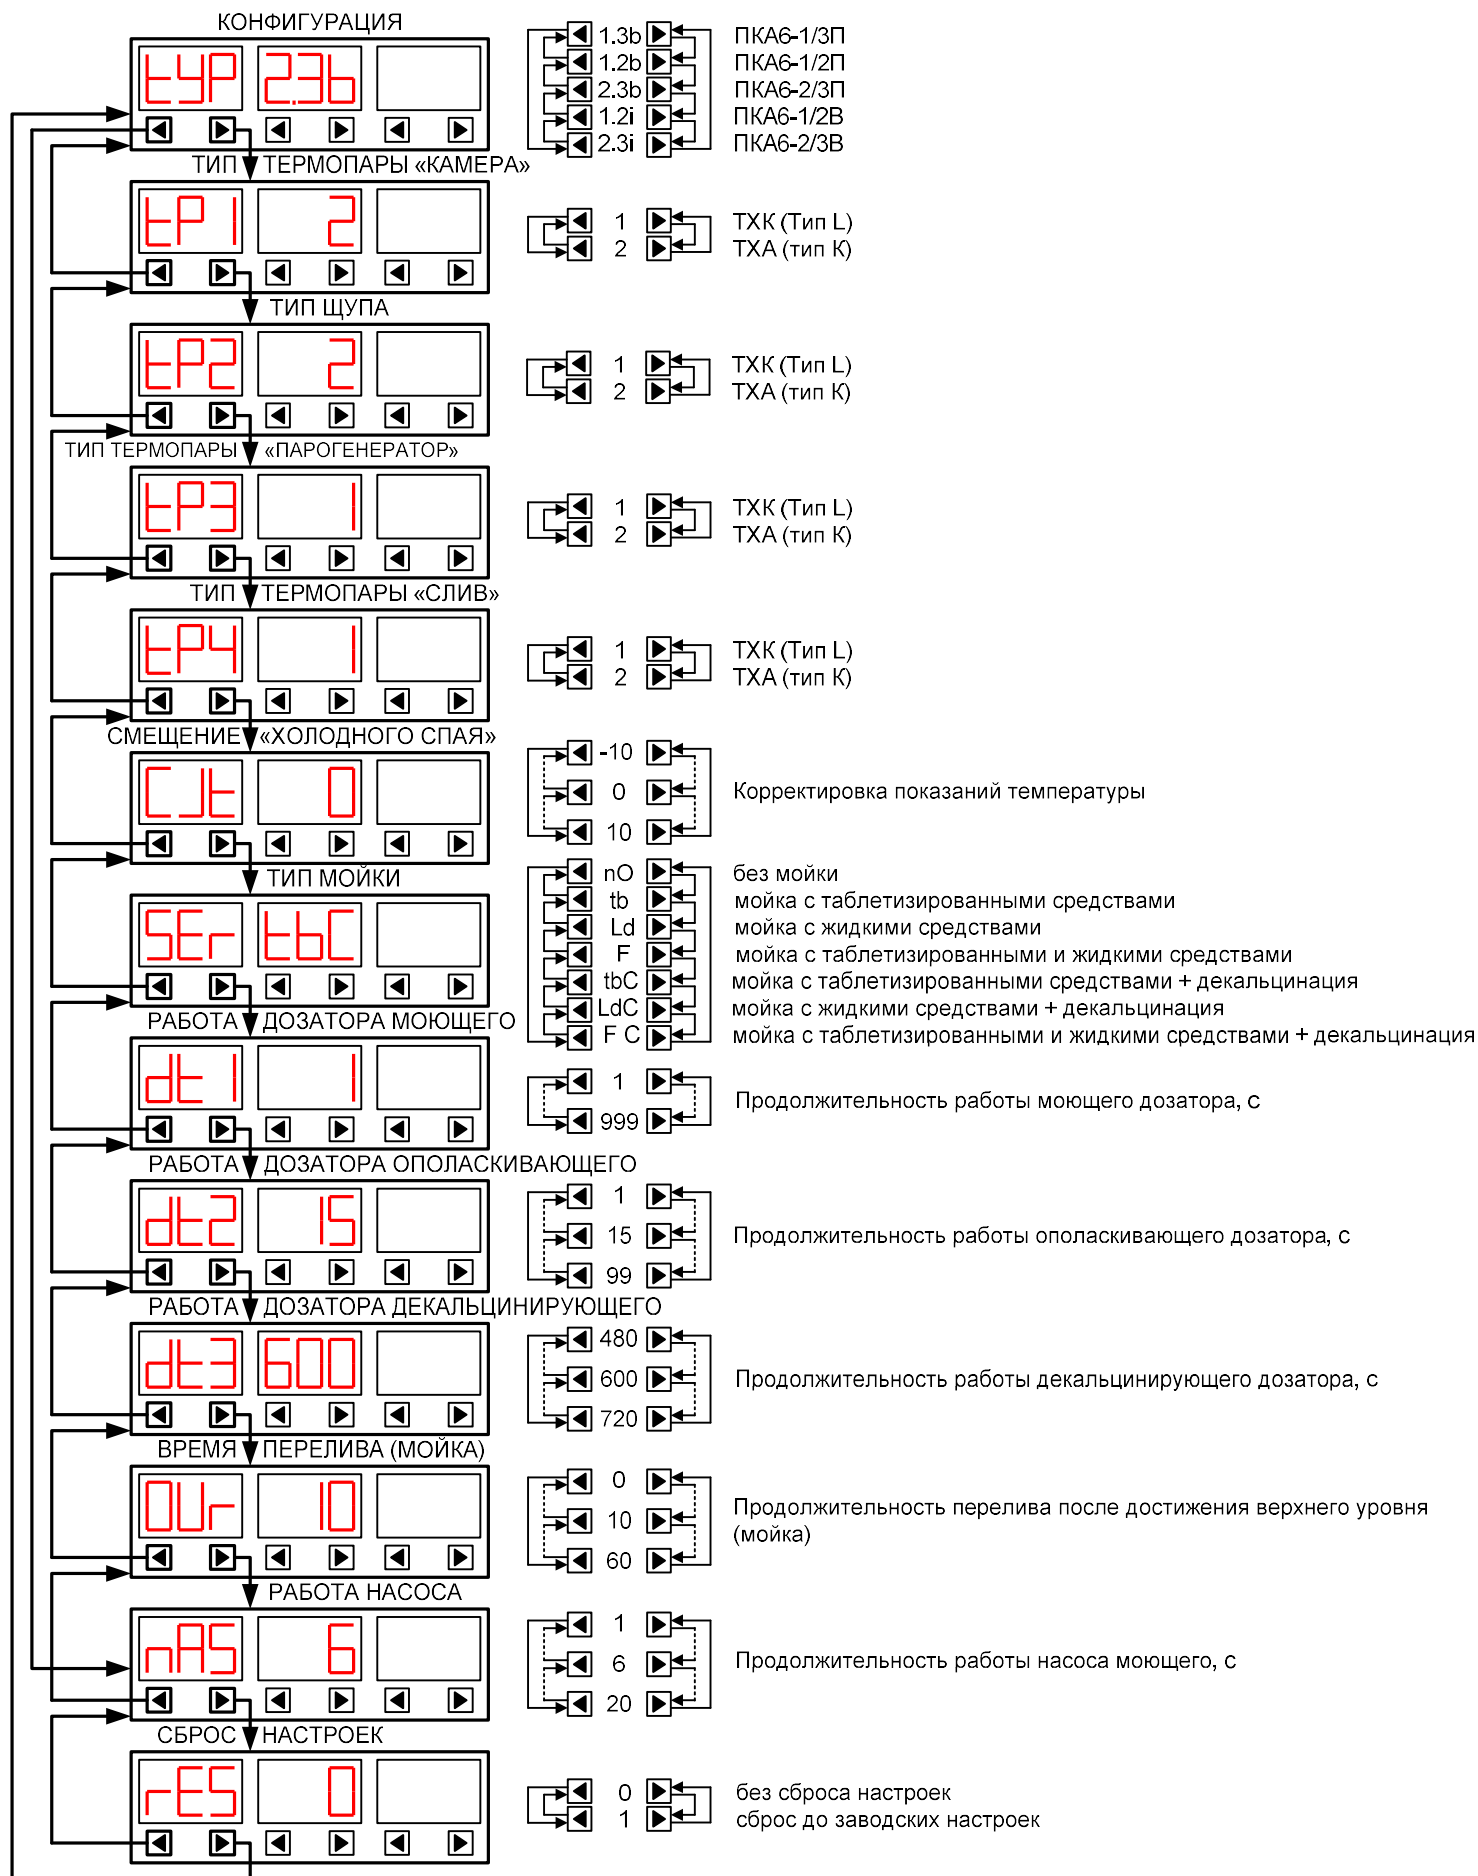 КОНФИГУРАЦИЯ
tYP 2.3b
1.3b ПКА6-1/3П
1.2b ПКА6-1/2П
2.3b ПКА6-2/3П
1.2i ПКА6-1/2В
2.3i ПКА6-2/3В
ТИП ТЕРМОПАРЫ «КАМЕРА»
tP1 2
1 ТХК (Тип L)
2 ТХА (тип К)
ТИП ЩУПА
tP2 2
1 ТХК (Тип L)
2 ТХА (тип К)
ТИП ТЕРМОПАРЫ «ПАРОГЕНЕРАТОР»
tP3 1
1 ТХК (Тип L)
2 ТХА (тип К)
ТИП ТЕРМОПАРЫ «СЛИВ»
tP4 1
1 ТХК (Тип L)
2 ТХА (тип К)
СМЕЩЕНИЕ «ХОЛОДНОГО СПАЯ»
CJt 0
-10
0 Корректировка показаний температуры
10
ТИП МОЙКИ
SEr tbC
nO без мойки
tb мойка с таблетизированными средствами
Ld мойка с жидкими средствами
F мойка с таблетизированными и жидкими средствами
tbC мойка с таблетизированными средствами + декальцинация
LdC мойка с жидкими средствами + декальцинация
F C мойка с таблетизированными и жидкими средствами + декальцинация
РАБОТА ДОЗАТОРА МОЮЩЕГО
dt1 1
1
999
Продолжительность работы моющего дозатора, с
РАБОТА ДОЗАТОРА ОПОЛАСКИВАЮЩЕГО
dt2 15
1
15 Продолжительность работы ополаскивающего дозатора, с
99
РАБОТА ДОЗАТОРА ДЕКАЛЬЦИНИРУЮЩЕГО
dt3 600
480
600 Продолжительность работы декальцинирующего дозатора, с
720
ВРЕМЯ ПЕРЕЛИВА (МОЙКА)
OUr 10
0
10
60
Продолжительность перелива после достижения верхнего уровня
(мойка)
РАБОТА НАСОСА
nAS 6
1
6 Продолжительность работы насоса моющего, с
20
СБРОС НАСТРОЕК
rES 0
0 без сброса настроек
1 сброс до заводских настроек